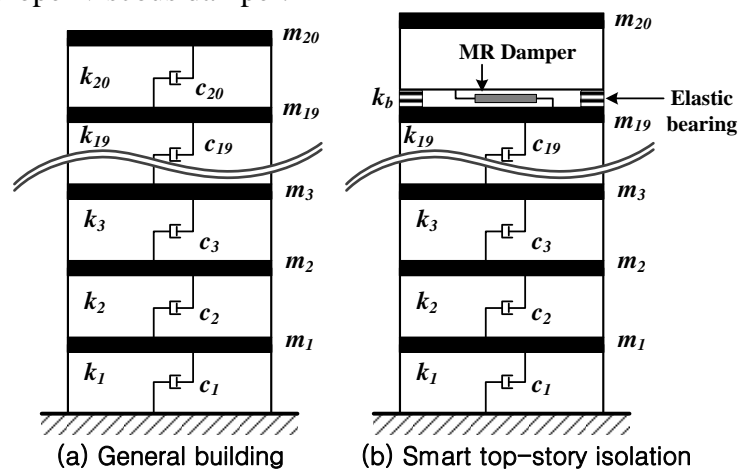 m20
k20
c20
m19
k19
c19
m3
k3
c3
m2
k2
c2
m1
k1
c1
(a) General building
m20
MR Damper
kb
Elastic
bearing
m19
k19
c19
m3
k3
c3
m2
k2
c2
m1
k1
c1
(b) Smart top-story isolation